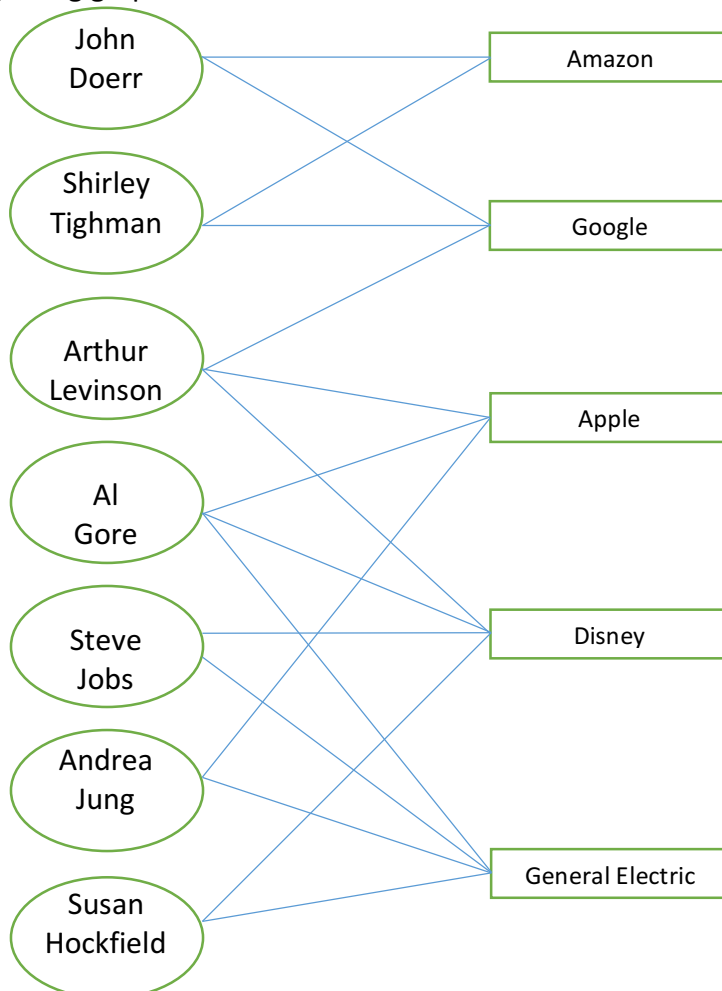 John
Doerr
Amazon
Shirley
Tighman
Google
Arthur
Levinson
Apple
Al
Gore
Steve
Jobs
Disney
Andrea
Jung
General Electric
Susan
Hockfield